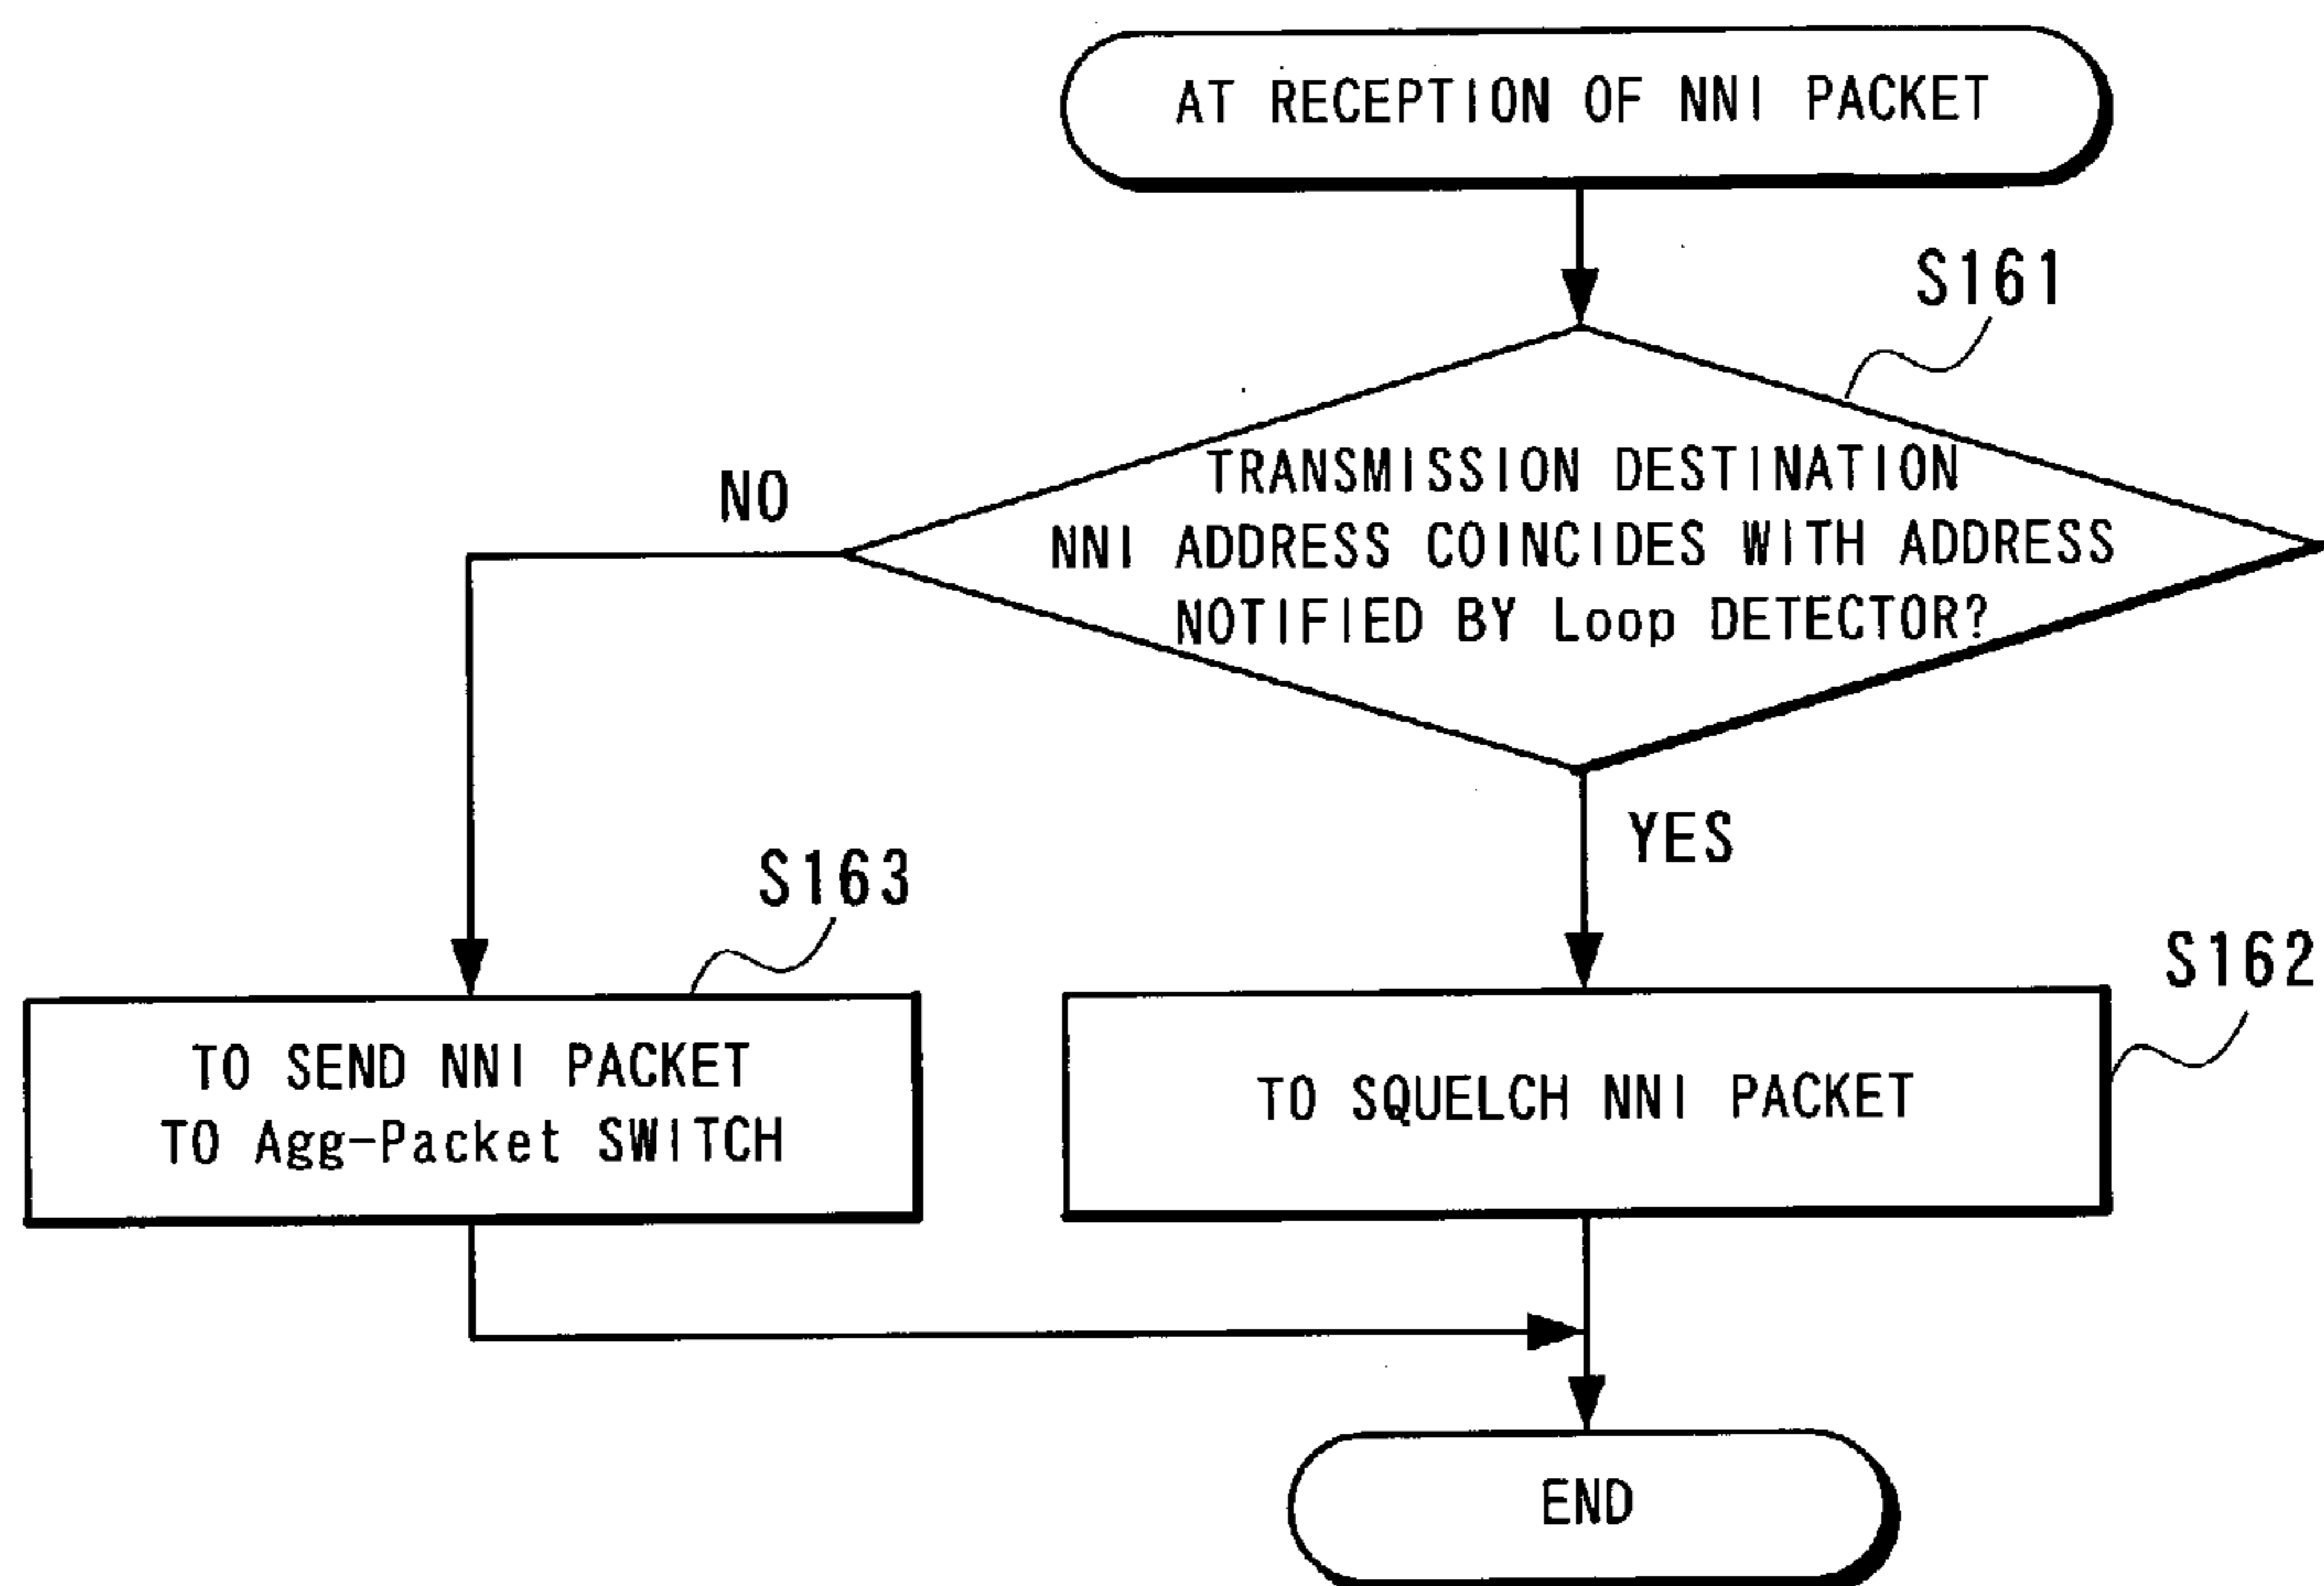 AT RECEPTION OF NNI PACKET
S161
TRANSMISSION DESTINATION
NNI ADDRESS COINCIDES WITH ADDRESS
NOTIFIED BY Loop DETECTOR?
NO
YES
S163
TO SEND NNI PACKET
TO Agg-Packet SWITCH
S162
TO SQUELCH NNI PACKET
END